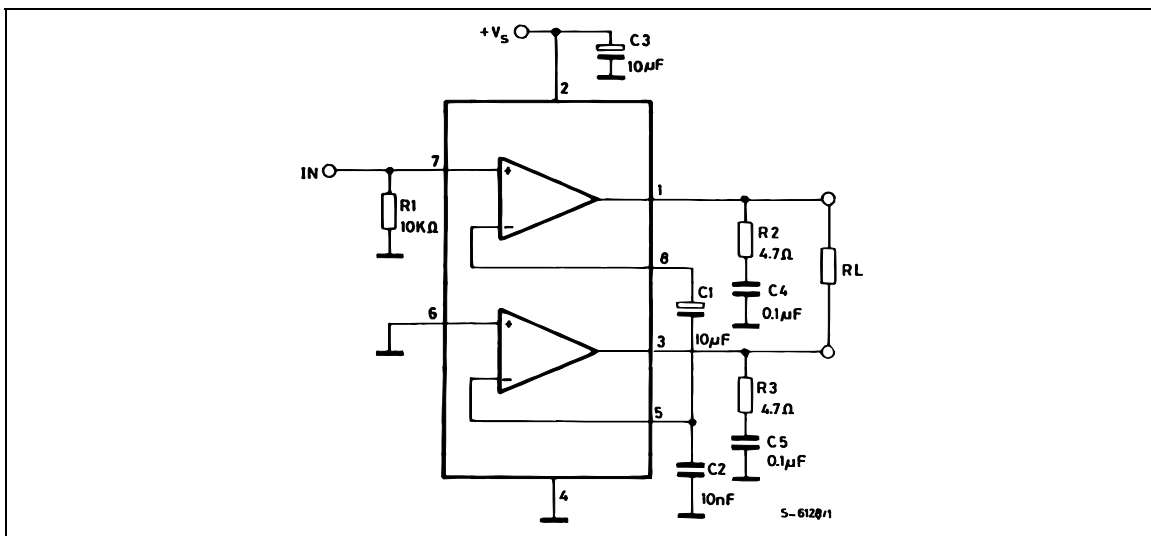 +Vs
C3
10µF
2
IN
7
+
R1
10KΩ
−
1
R2
4.7Ω
RL
8
C1
C4
0.1µF
10µF
6
+
3
−
R3
4.7Ω
5
C5
0.1µF
C2
10nF
4
S-6128/1